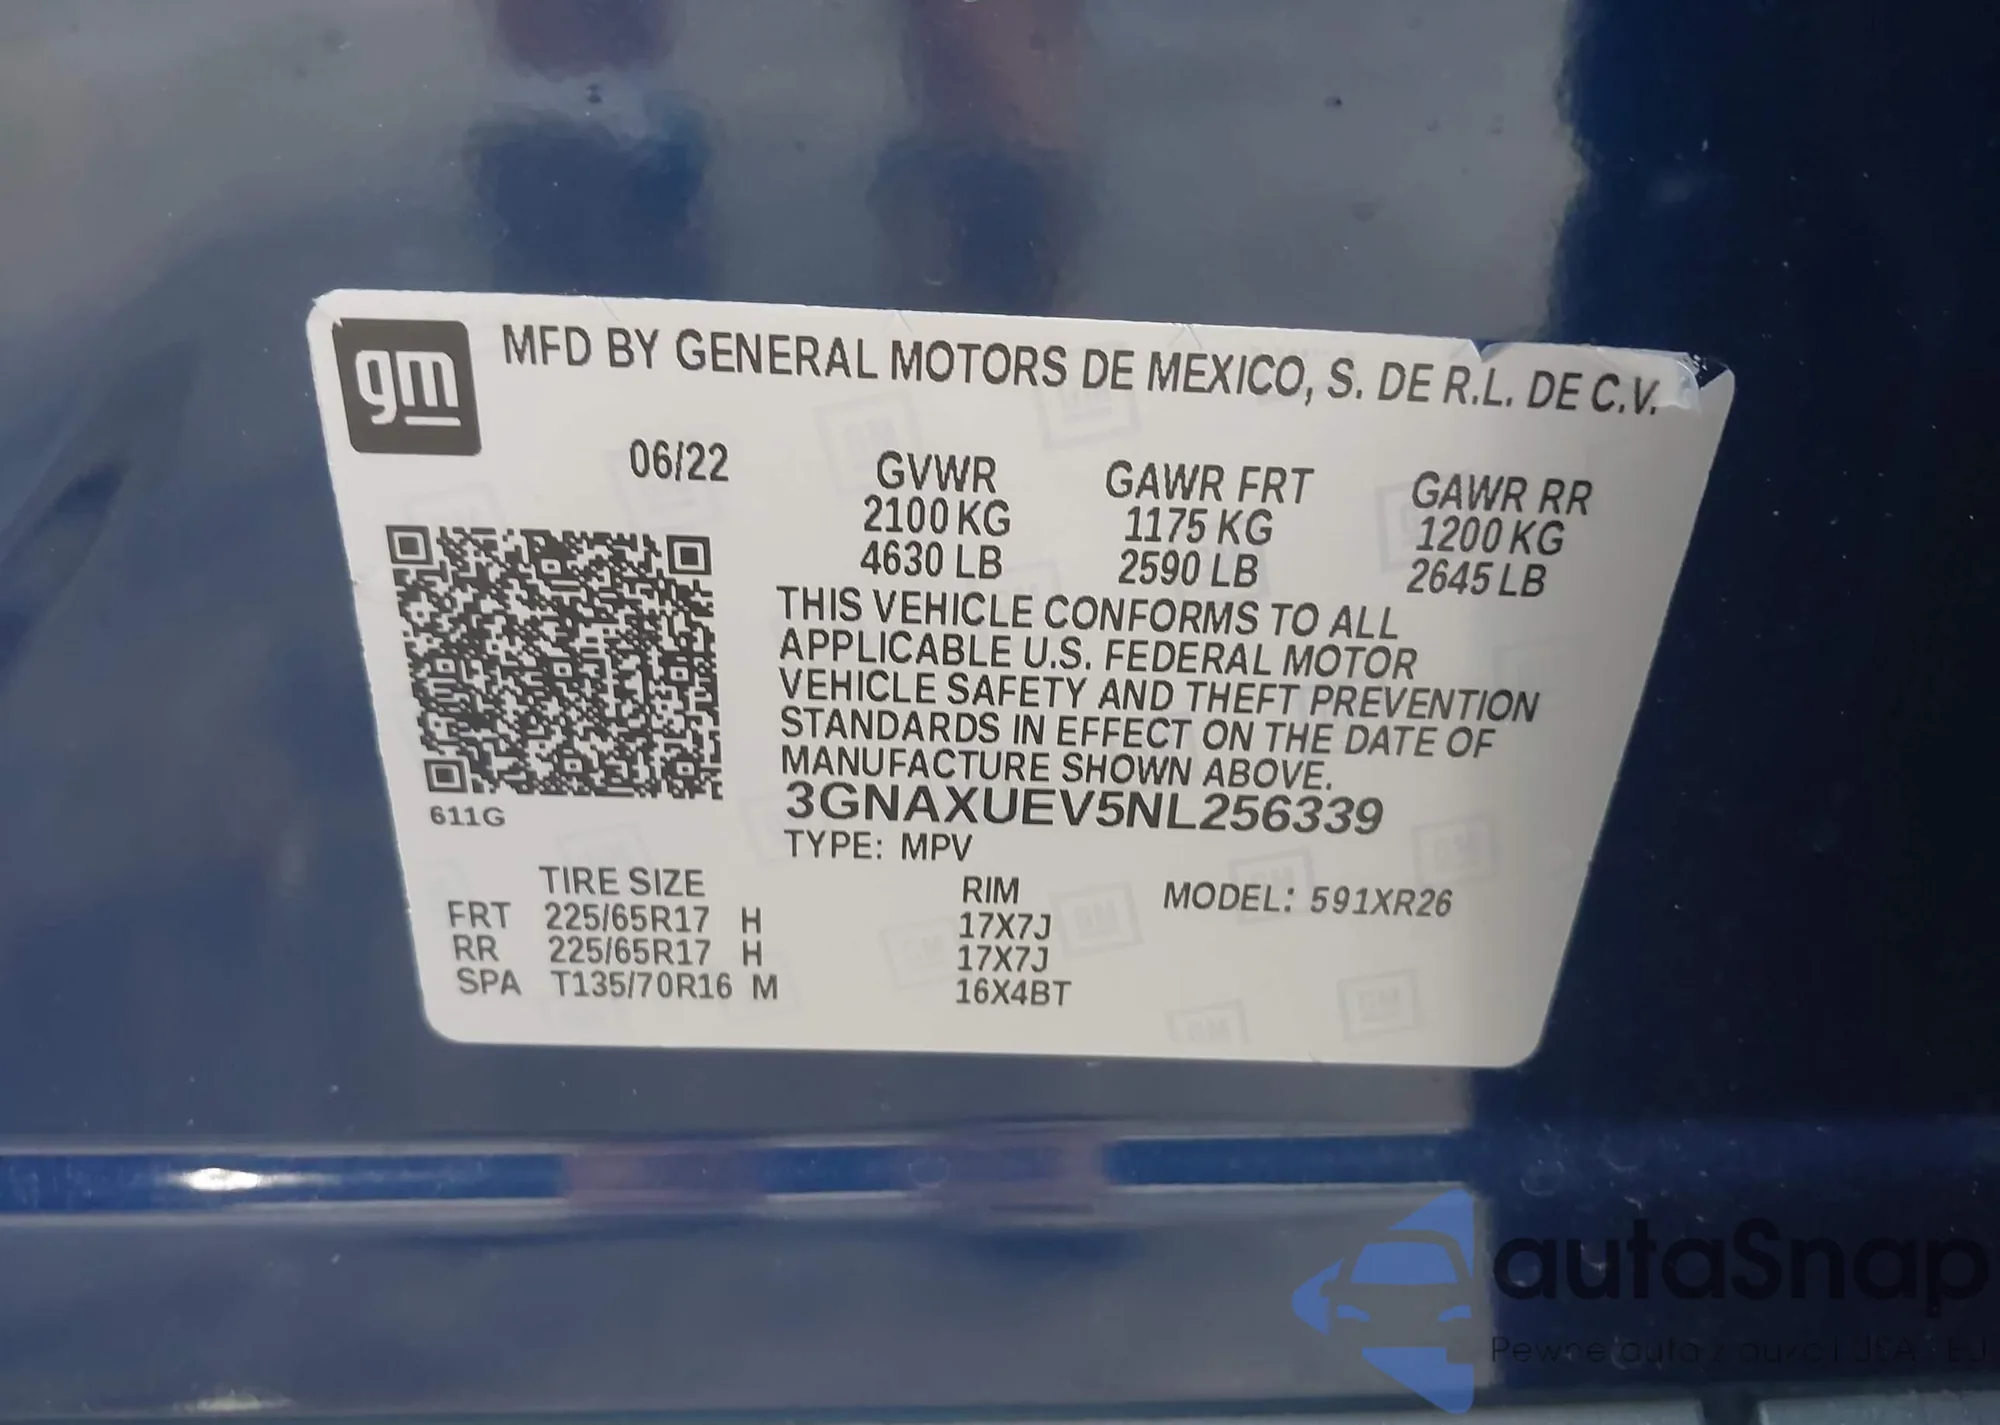 gm
MFD BY GENERAL MOTORS DE MEXICO, S. DE R.L. DE C.V.
06/22
GVWR GAWR FRT GAWR RR
2100 KG 1175 KG 1200 KG
4630 LB 2590 LB 2645 LB
THIS VEHICLE CONFORMS TO ALL
APPLICABLE U.S. FEDERAL MOTOR
VEHICLE SAFETY AND THEFT PREVENTION
STANDARDS IN EFFECT ON THE DATE OF
MANUFACTURE SHOWN ABOVE.
3GNAXUEV5NL256339
611G
TYPE: MPV
TIRE SIZE RIM MODEL: 591XR26
FRT 225/65R17 H 17X7J
RR 225/65R17 H 17X7J
SPA T135/70R16 M 16X4BT
autaSnap
Pewne auta z